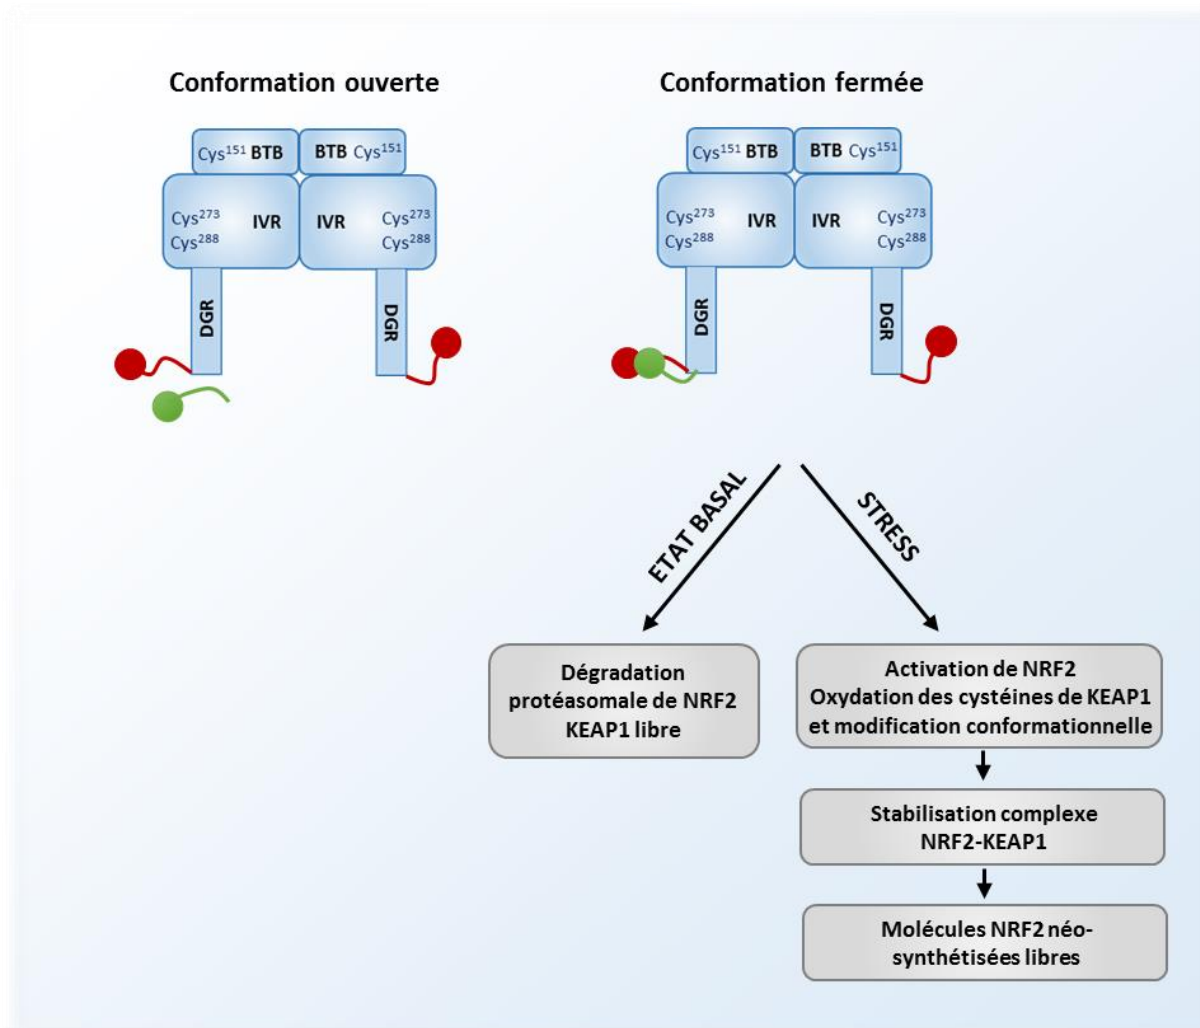 Conformation ouverte
Conformation fermée
Cys¹⁵¹ BTB BTB Cys¹⁵¹
Cys²⁷³ IVR IVR Cys²⁷³
Cys²⁸⁸ Cys²⁸⁸
DGR DGR
Cys¹⁵¹ BTB BTB Cys¹⁵¹
Cys²⁷³ IVR IVR Cys²⁷³
Cys²⁸⁸ Cys²⁸⁸
DGR DGR
ETAT BASAL
STRESS
Dégradation
protéasomale de NRF2
KEAP1 libre
Activation de NRF2
Oxydation des cystéines de KEAP1
et modification conformationnelle
Stabilisation complexe
NRF2-KEAP1
Molécules NRF2 néo-
synthétisées libres